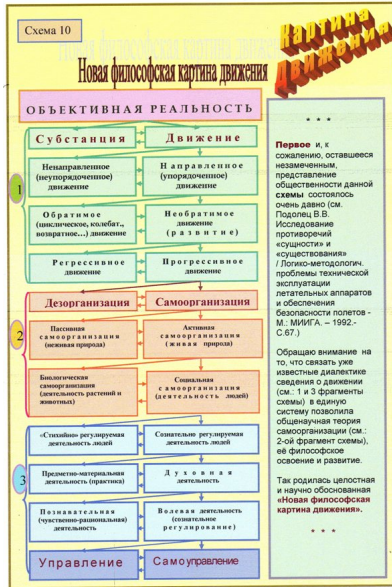 Схема 10
Картина
Движения
Новая философская картина движения
ОБЪЕКТИВНАЯ РЕАЛЬНОСТЬ
Субстанция
Движение
Ненаправленное
(неупорядоченное)
движение
Направленное
(упорядоченное)
движение
1
Обратимое
(циклическое, колебат.,
возвратное...) движение
Необратимое
движение
(развитие)
Регрессивное
движение
Прогрессивное
движение
Дезорганизация
Самоорганизация
2
Пассивная
самоорганизация
(неживая природа)
Активная
самоорганизация
(живая природа)
Биологическая
самоорганизация
(деятельность растений и
животных)
Социальная
самоорганизация
(деятельность людей)
«Стихийно» регулируемая
деятельность людей
Сознательно регулируемая
деятельность людей
3
Предметно-материальная
деятельность (практика)
Духовная
деятельность
Познавательная
(чувственно-рациональная)
деятельность
Волевая деятельность
(сознательное
регулирование)
Управление
Самоуправление
* * *
Первое и, к
сожалению, оставшееся
незамеченным,
представление
общественности данной
схемы состоялось
очень давно (см.
Подолец В.В.
Исследование
противоречий
«сущности» и
«существования»
/ Логико-методологич.
проблемы технической
эксплуатации
летательных аппаратов
и обеспечения
безопасности полетов -
М.: МИИГА. – 1992.-
С.67.)
Обращаю внимание на
то, что связать уже
известные диалектике
сведения о движении
(см.: 1 и 3 фрагменты
схемы) в единую
систему позволила
общенаучная теория
самоорганизации (см.:
2-ой фрагмент схемы),
её философское
освоение и развитие.
Так родилась целостная
и научно обоснованная
«Новая философская
картина движения».
* * *